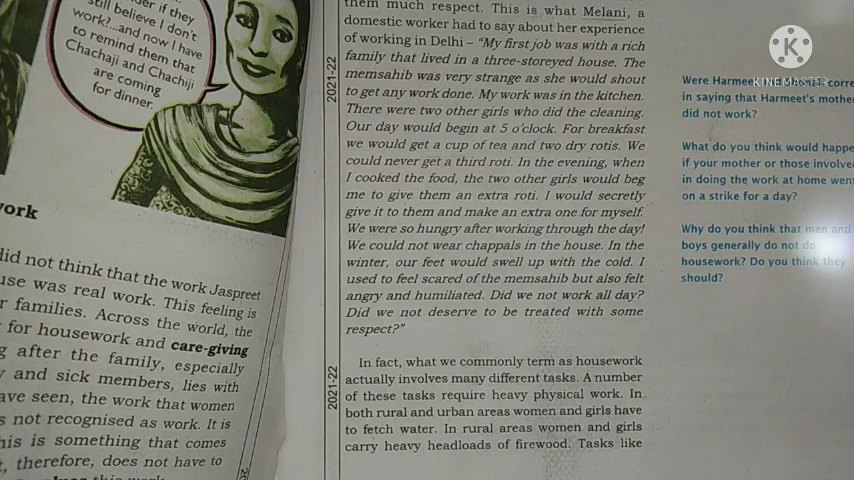 if they
still believe I don't
work?...and now I have
to remind them that
Chachaji and Chachiji
are coming
for dinner.
did not think that the work Jaspreet
use was real work. This feeling is
r families. Across the world, the
for housework and care-giving
g after the family, especially
y and sick members, lies with
ave seen, the work that women
s not recognised as work. It is
his is something that comes
t, therefore, does not have to
this work
2021-22
2021-22
them much respect. This is what Melani, a
domestic worker had to say about her experience
of working in Delhi – “My first job was with a rich
family that lived in a three-storeyed house. The
memsahib was very strange as she would shout
to get any work done. My work was in the kitchen.
There were two other girls who did the cleaning.
Our day would begin at 5 o’clock. For breakfast
we would get a cup of tea and two dry rotis. We
could never get a third roti. In the evening, when
I cooked the food, the two other girls would beg
me to give them an extra roti. I would secretly
give it to them and make an extra one for myself.
We were so hungry after working through the day!
We could not wear chappals in the house. In the
winter, our feet would swell up with the cold. I
used to feel scared of the memsahib but also felt
angry and humiliated. Did we not work all day?
Did we not deserve to be treated with some
respect?”
In fact, what we commonly term as housework
actually involves many different tasks. A number
of these tasks require heavy physical work. In
both rural and urban areas women and girls have
to fetch water. In rural areas women and girls
carry heavy headloads of firewood. Tasks like
KINEMASTER
Were Harmeet corre
in saying that Harmeet's mothe
did not work?
What do you think would happe
if your mother or those involve
in doing the work at home went
on a strike for a day?
Why do you think that men and
boys generally do not do
housework? Do you think they
should?